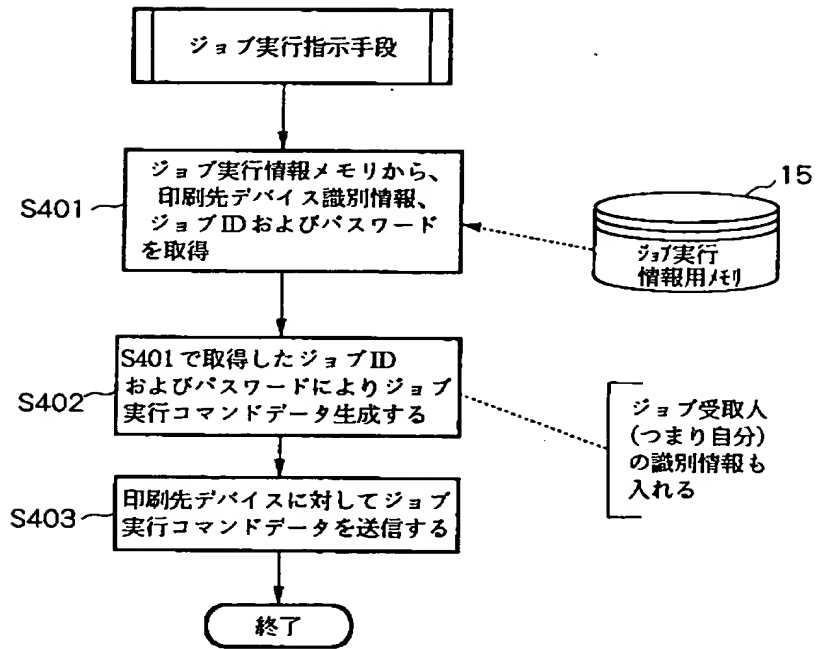 ジョブ実行指示手段
S401
ジョブ実行情報メモリから、
印刷先デバイス識別情報、
ジョブIDおよびパスワード
を取得
15
ジョブ実行
情報用メモリ
S402
S401で取得したジョブID
およびパスワードによりジョブ
実行コマンドデータ生成する
ジョブ受取人
(つまり自分)
の識別情報も
入れる
S403
印刷先デバイスに対してジョブ
実行コマンドデータを送信する
終了